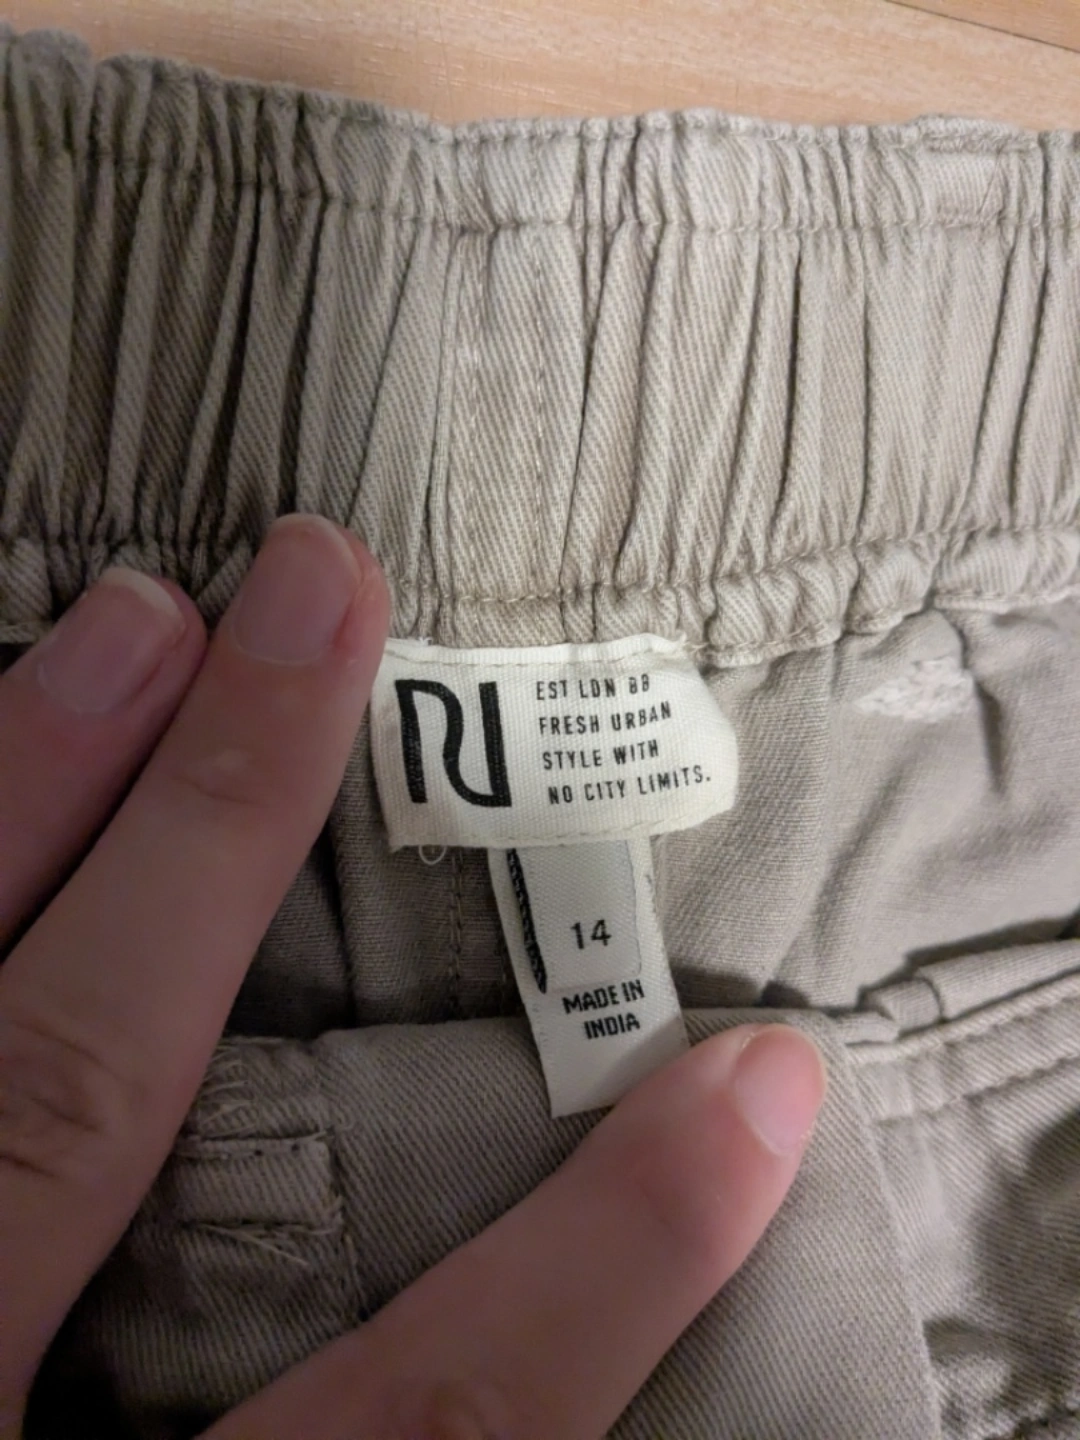 RI
EST LDN 88
FRESH URBAN
STYLE WITH
NO CITY LIMITS.
14
MADE IN
INDIA